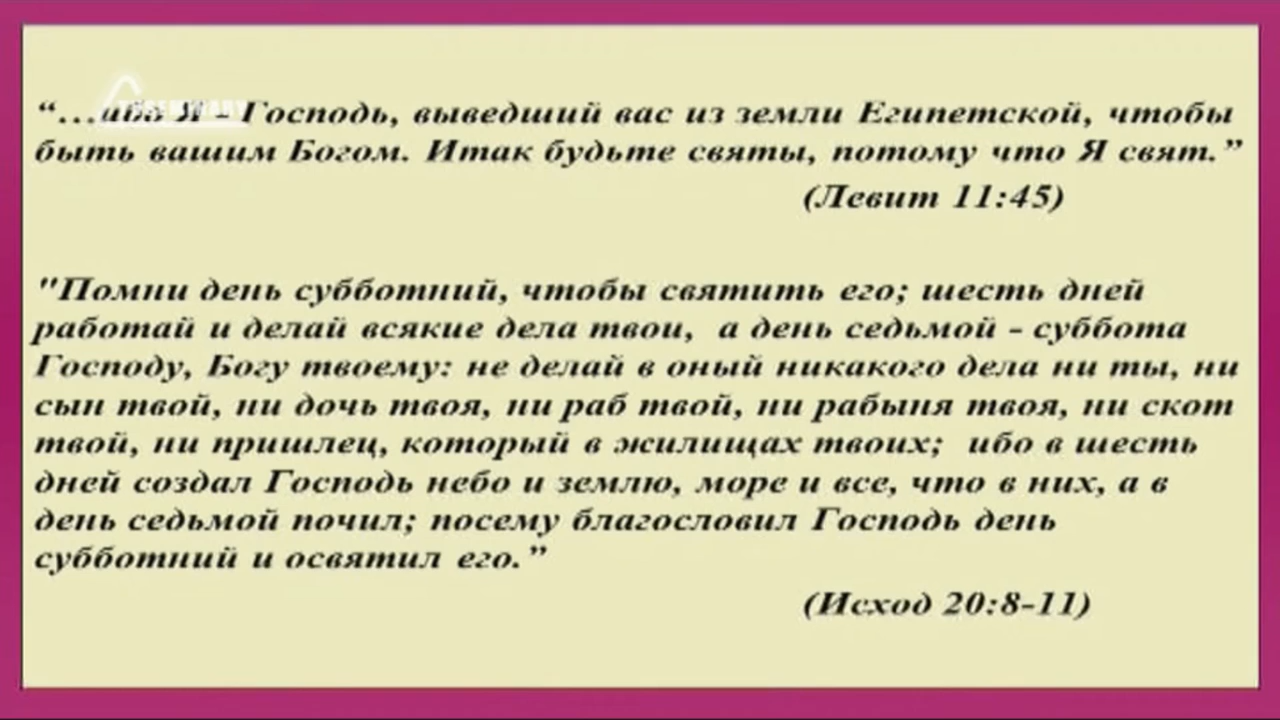 “…ибо Я - Господь, выведший вас из земли Египетской, чтобы
быть вашим Богом. Итак будьте святы, потому что Я свят.”
(Левит 11:45)
"Помни день субботний, чтобы святить его; шесть дней
работай и делай всякие дела твои, а день седьмой - суббота
Господу, Богу твоему: не делай в оный никакого дела ни ты, ни
сын твой, ни дочь твоя, ни раб твой, ни рабыня твоя, ни скот
твой, ни пришлец, который в жилищах твоих; ибо в шесть
дней создал Господь небо и землю, море и все, что в них, а в
день седьмой почил; посему благословил Господь день
субботний и освятил его.”
(Исход 20:8-11)